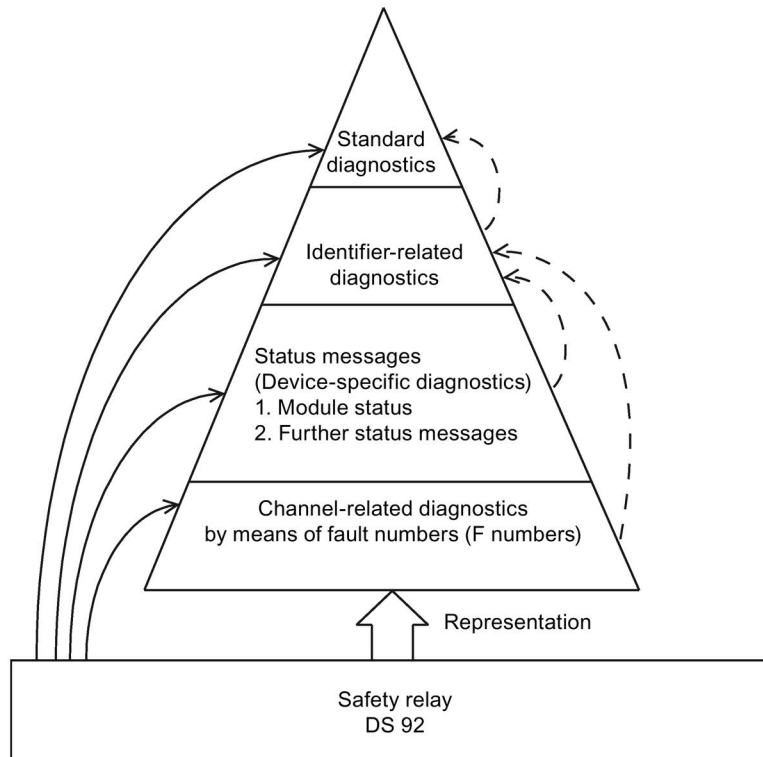 Standard
diagnostics
Identifier-related
diagnostics
Status messages
(Device-specific diagnostics)
1. Module status
2. Further status messages
Channel-related diagnostics
by means of fault numbers (F numbers)
Representation
Safety relay
DS 92